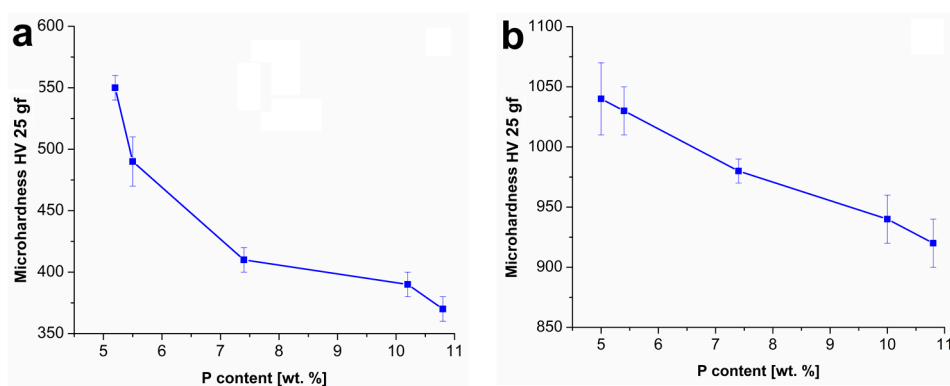 a
600
550
500
450
400
350
Microhardness HV 25 gf
5 6 7 8 9 10 11
P content [wt. %]
b
1100
1050
1000
950
900
850
Microhardness HV 25 gf
5 6 7 8 9 10 11
P content [wt. %]